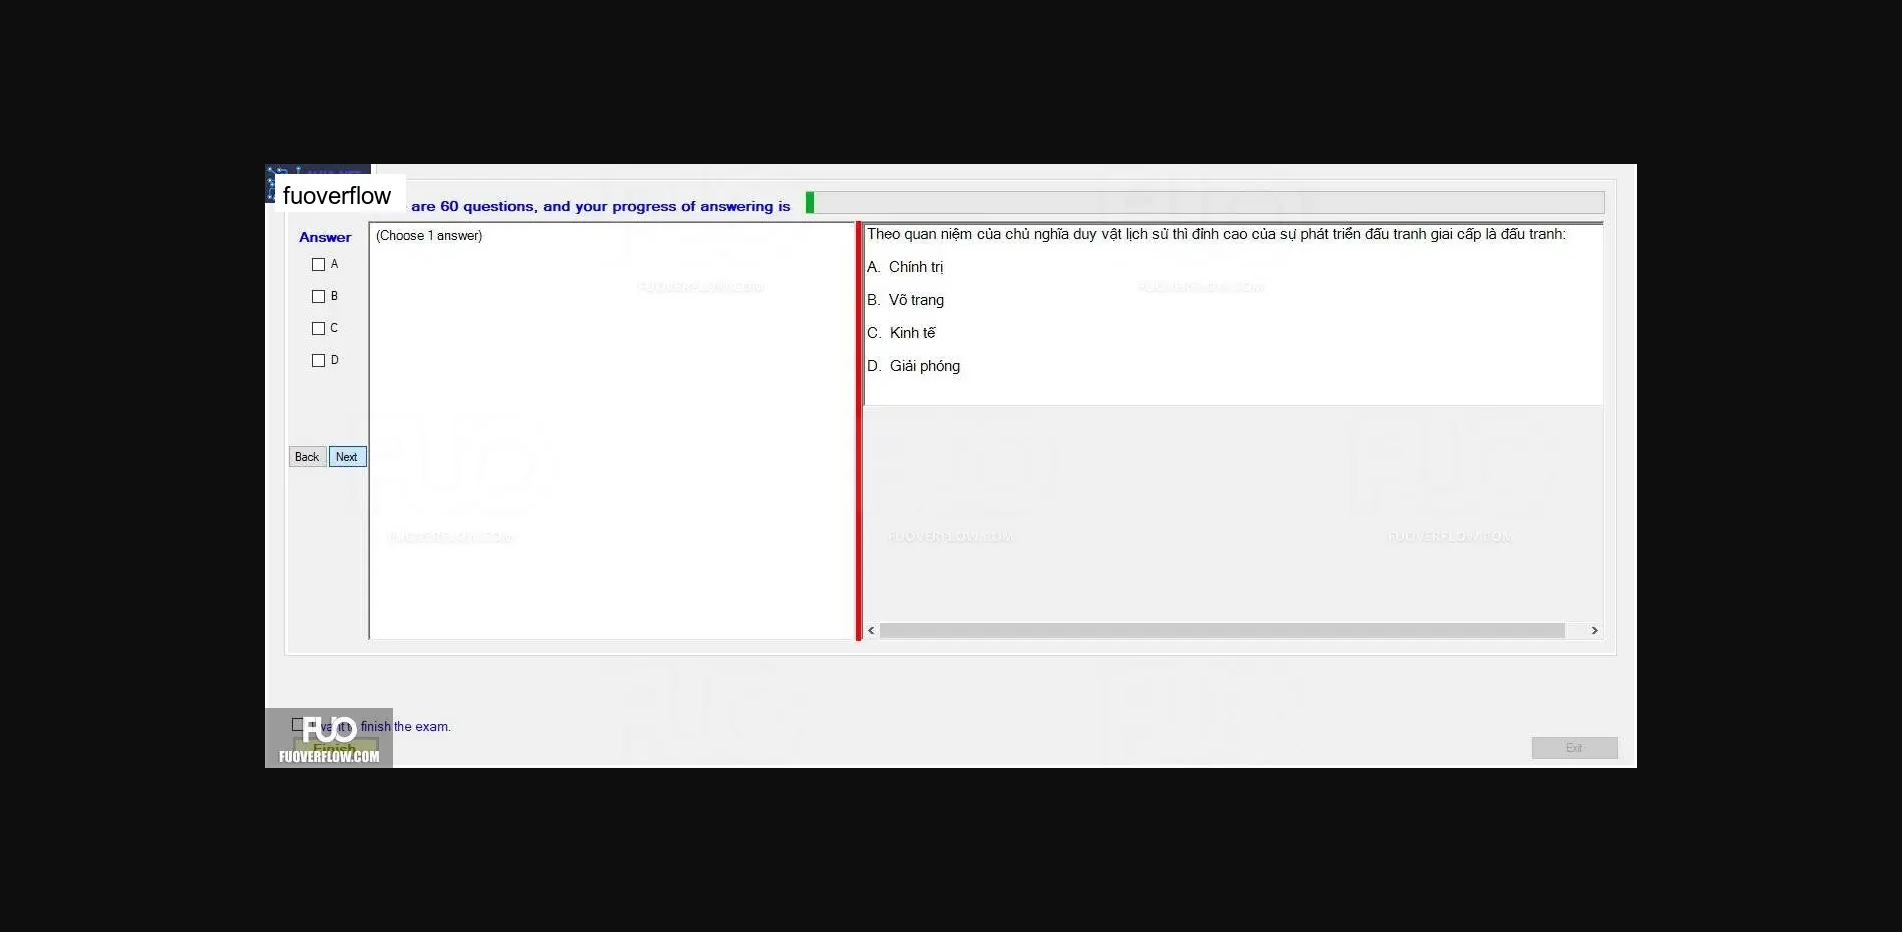 fuoverflow
are 60 questions, and your progress of answering is
Answer
(Choose 1 answer)
A
B
C
D
Back
Next
Theo quan niệm của chủ nghĩa duy vật lịch sử thì đỉnh cao của sự phát triển đấu tranh giai cấp là đấu tranh:
A. Chính trị
B. Võ trang
C. Kinh tế
D. Giải phóng
FUOVERFLOW.COM
FUOVERFLOW.COM
FUOVERFLOW.COM
FUOVERFLOW.COM
FUOVERFLOW.COM
I want to finish the exam.
Finish
FUO
FUOVERFLOW.COM
Exit